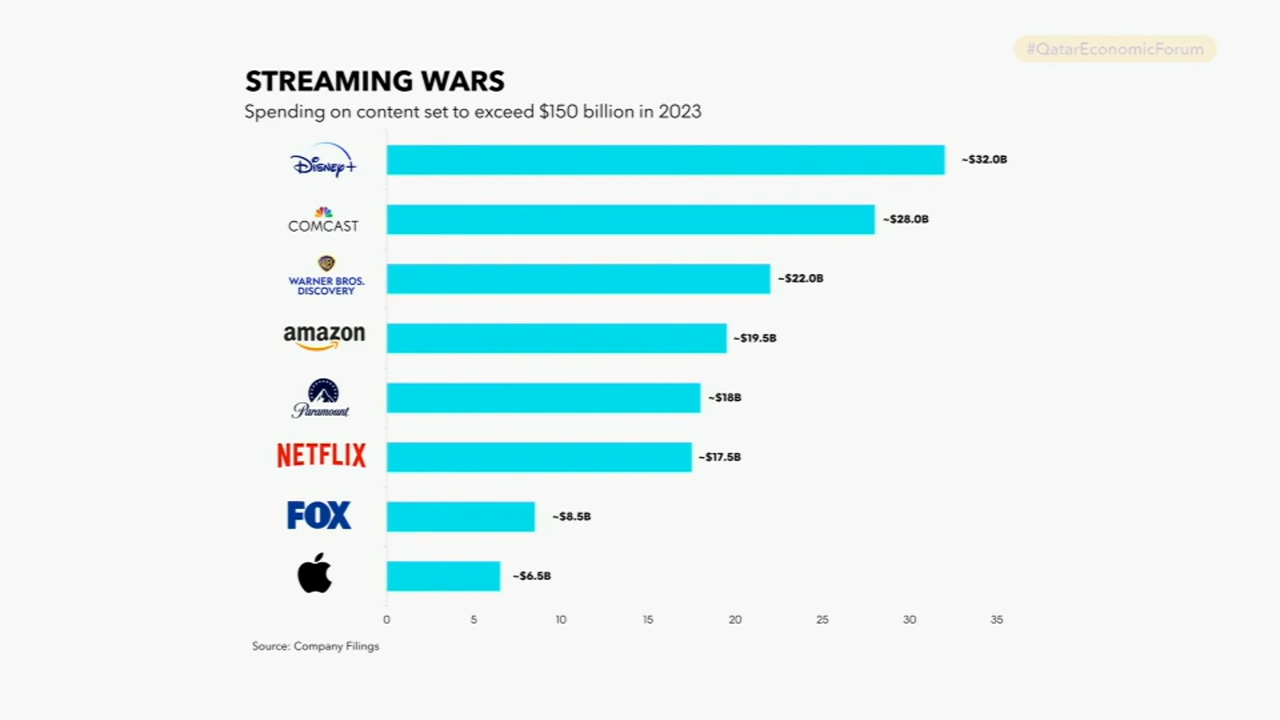 #QatarEconomicForum
STREAMING WARS
Spending on content set to exceed $150 billion in 2023
Disney+
~$32.0B
COMCAST
~$28.0B
WB
WARNER BROS.
DISCOVERY
~$22.0B
amazon
~$19.5B
Paramount
~$18B
NETFLIX
~$17.5B
FOX
~$8.5B
~$6.5B
0 5 10 15 20 25 30 35
Source: Company Filings